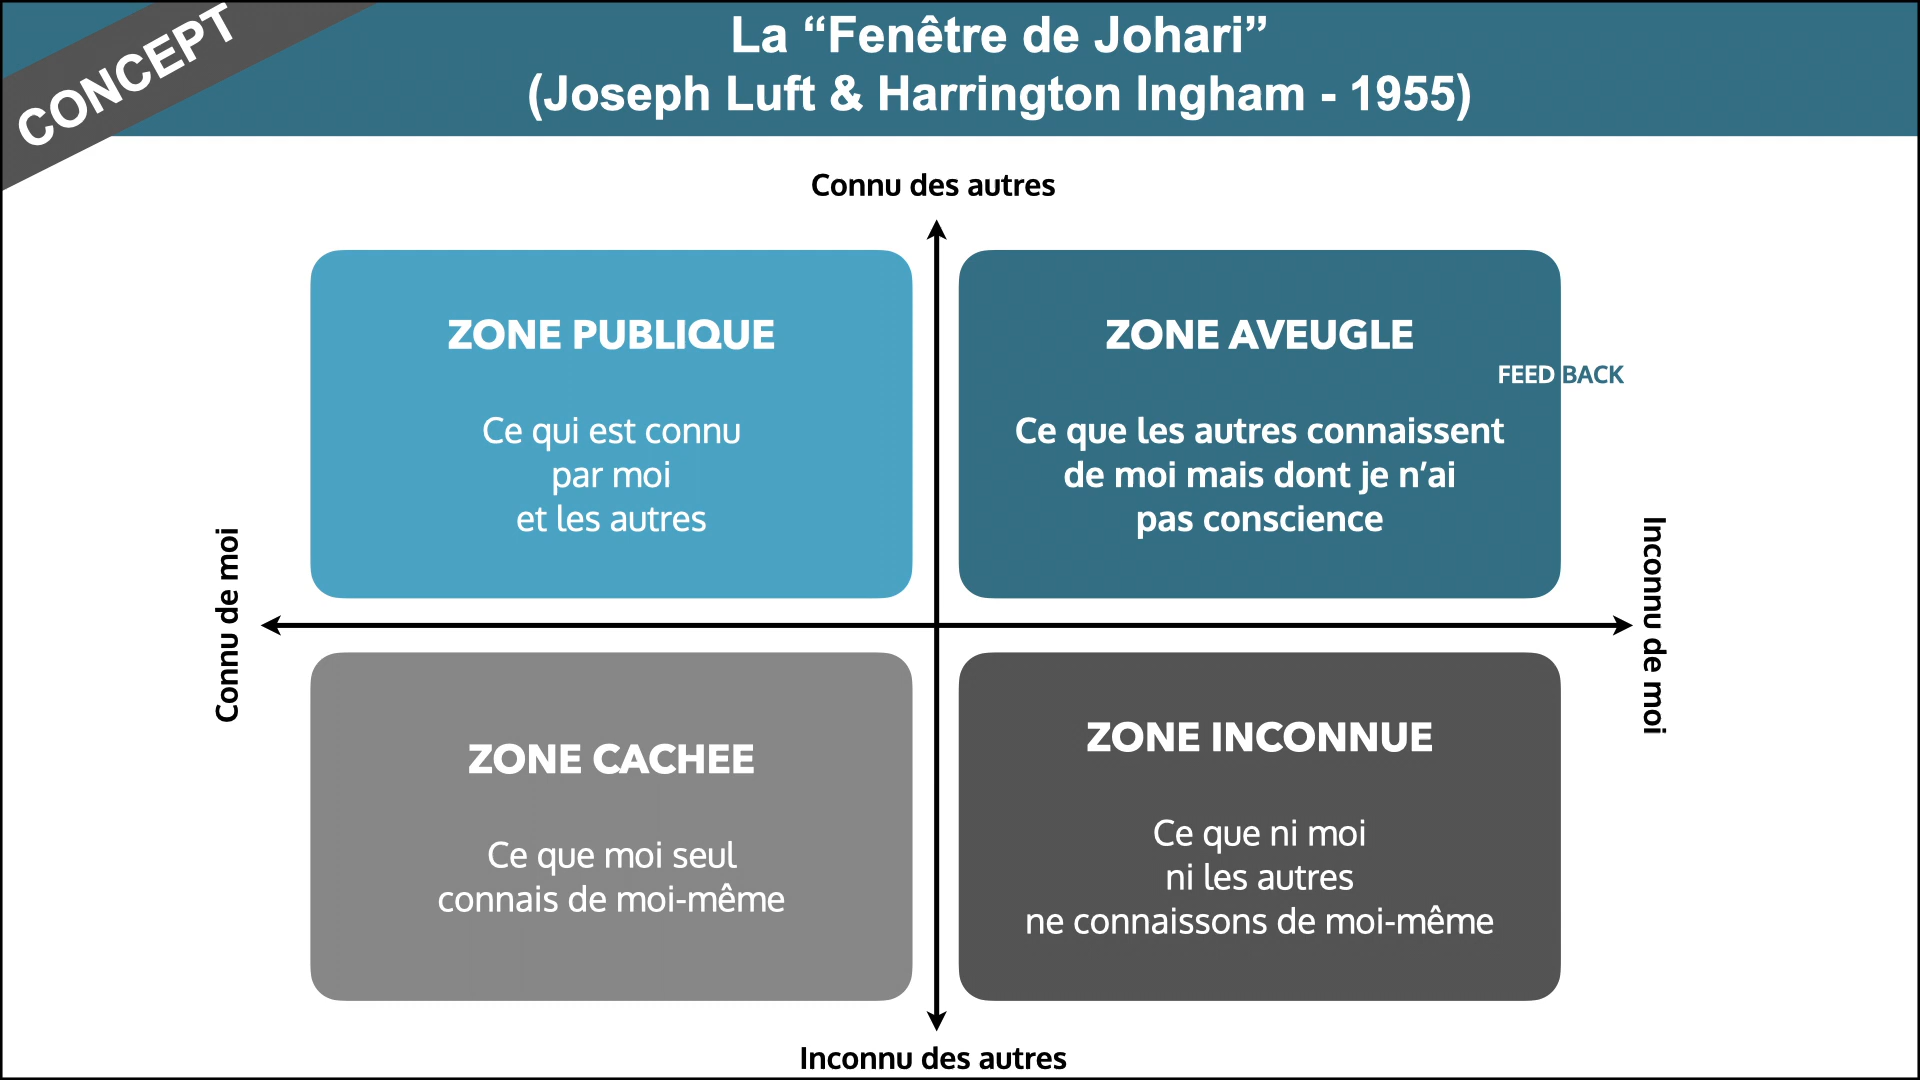 CONCEPT
La “Fenêtre de Johari”
(Joseph Luft & Harrington Ingham - 1955)
Connu des autres
ZONE PUBLIQUE
Ce qui est connu
par moi
et les autres
ZONE AVEUGLE
FEED BACK
Ce que les autres connaissent
de moi mais dont je n’ai
pas conscience
Connu de moi
Inconnu de moi
ZONE CACHEE
Ce que moi seul
connais de moi-même
ZONE INCONNUE
Ce que ni moi
ni les autres
ne connaissons de moi-même
Inconnu des autres